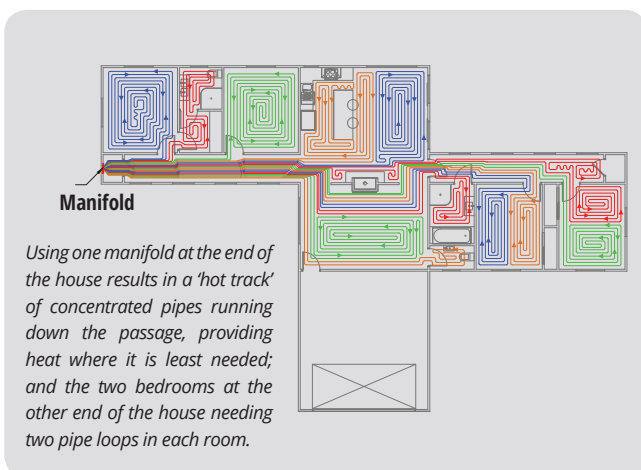 Manifold
Using one manifold at the end of
the house results in a ‘hot track’
of concentrated pipes running
down the passage, providing
heat where it is least needed;
and the two bedrooms at the
other end of the house needing
two pipe loops in each room.